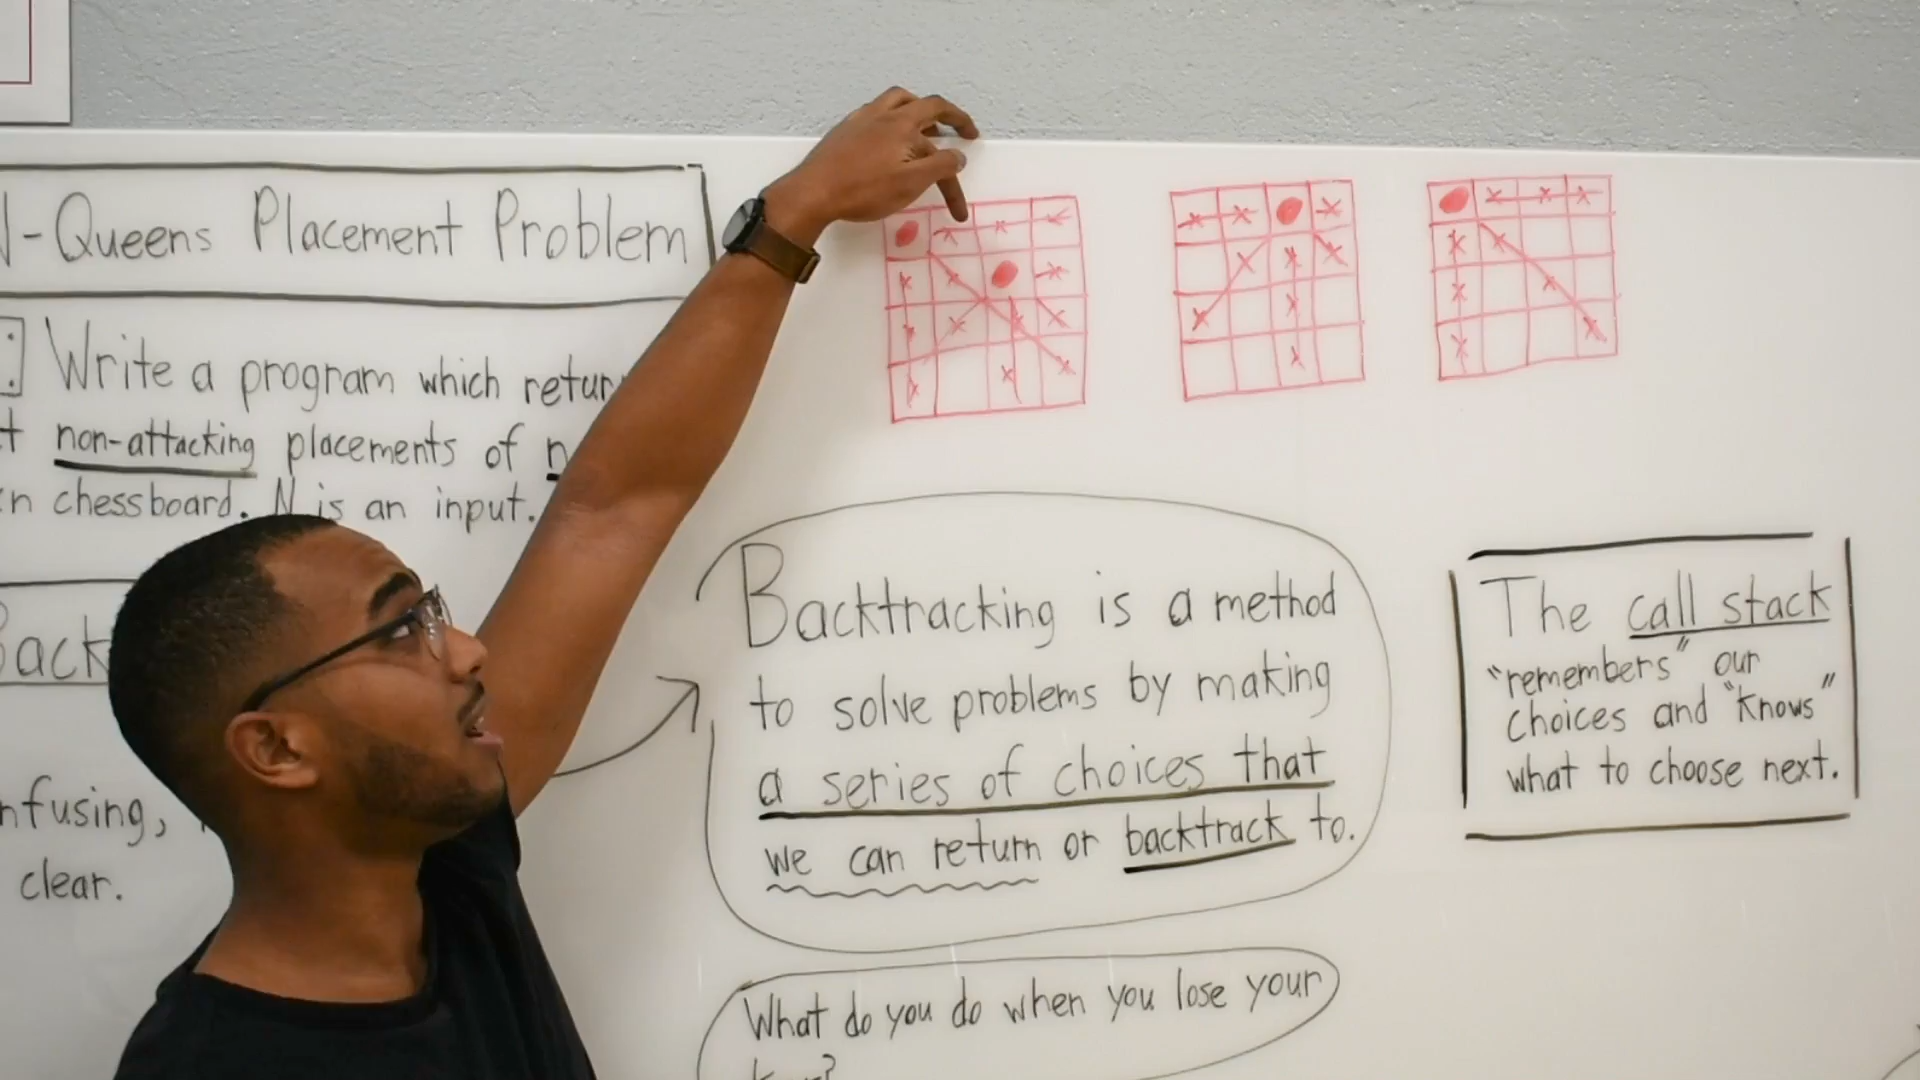 -Queens Placement Problem
Write a program which retur
non-attacking placements of n
chessboard. N is an input.
Back
clear.
Backtracking is a method
to solve problems by making
a series of choices that
we can return or backtrack to.
The call stack
"remembers" our
choices and "knows"
what to choose next.
What do you do when you lose your